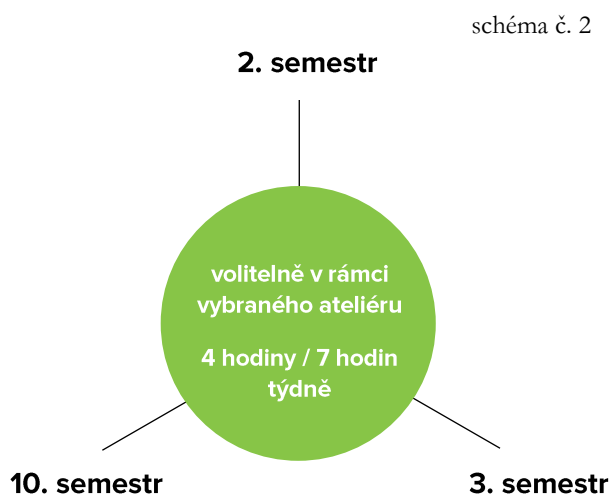 schéma č. 2
2. semestr
volitelně v rámci
vybraného ateliéru
4 hodiny / 7 hodin
týdně
10. semestr
3. semestr